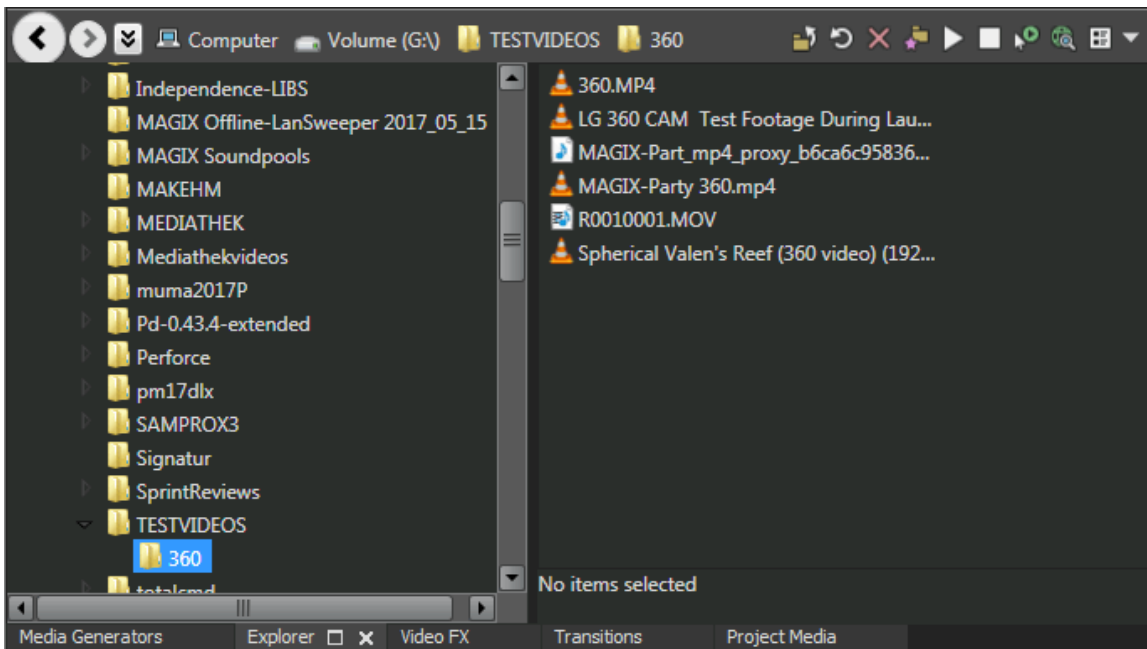 Computer Volume (G:\) TESTVIDEOS 360
Independence-LIBS
MAGIX Offline-LanSweeper 2017_05_15
MAGIX Soundpools
MAKEHM
MEDIATHEK
Mediathekvideos
muma2017P
Pd-0.43.4-extended
Perforce
pm17dlx
SAMPROX3
Signatur
SprintReviews
TESTVIDEOS
360
totalcmd
360.MP4
LG 360 CAM  Test Footage During Lau...
MAGIX-Part_mp4_proxy_b6ca6c95836...
MAGIX-Party 360.mp4
R0010001.MOV
Spherical Valen's Reef (360 video) (192...
No items selected
Media Generators Explorer Video FX Transitions Project Media